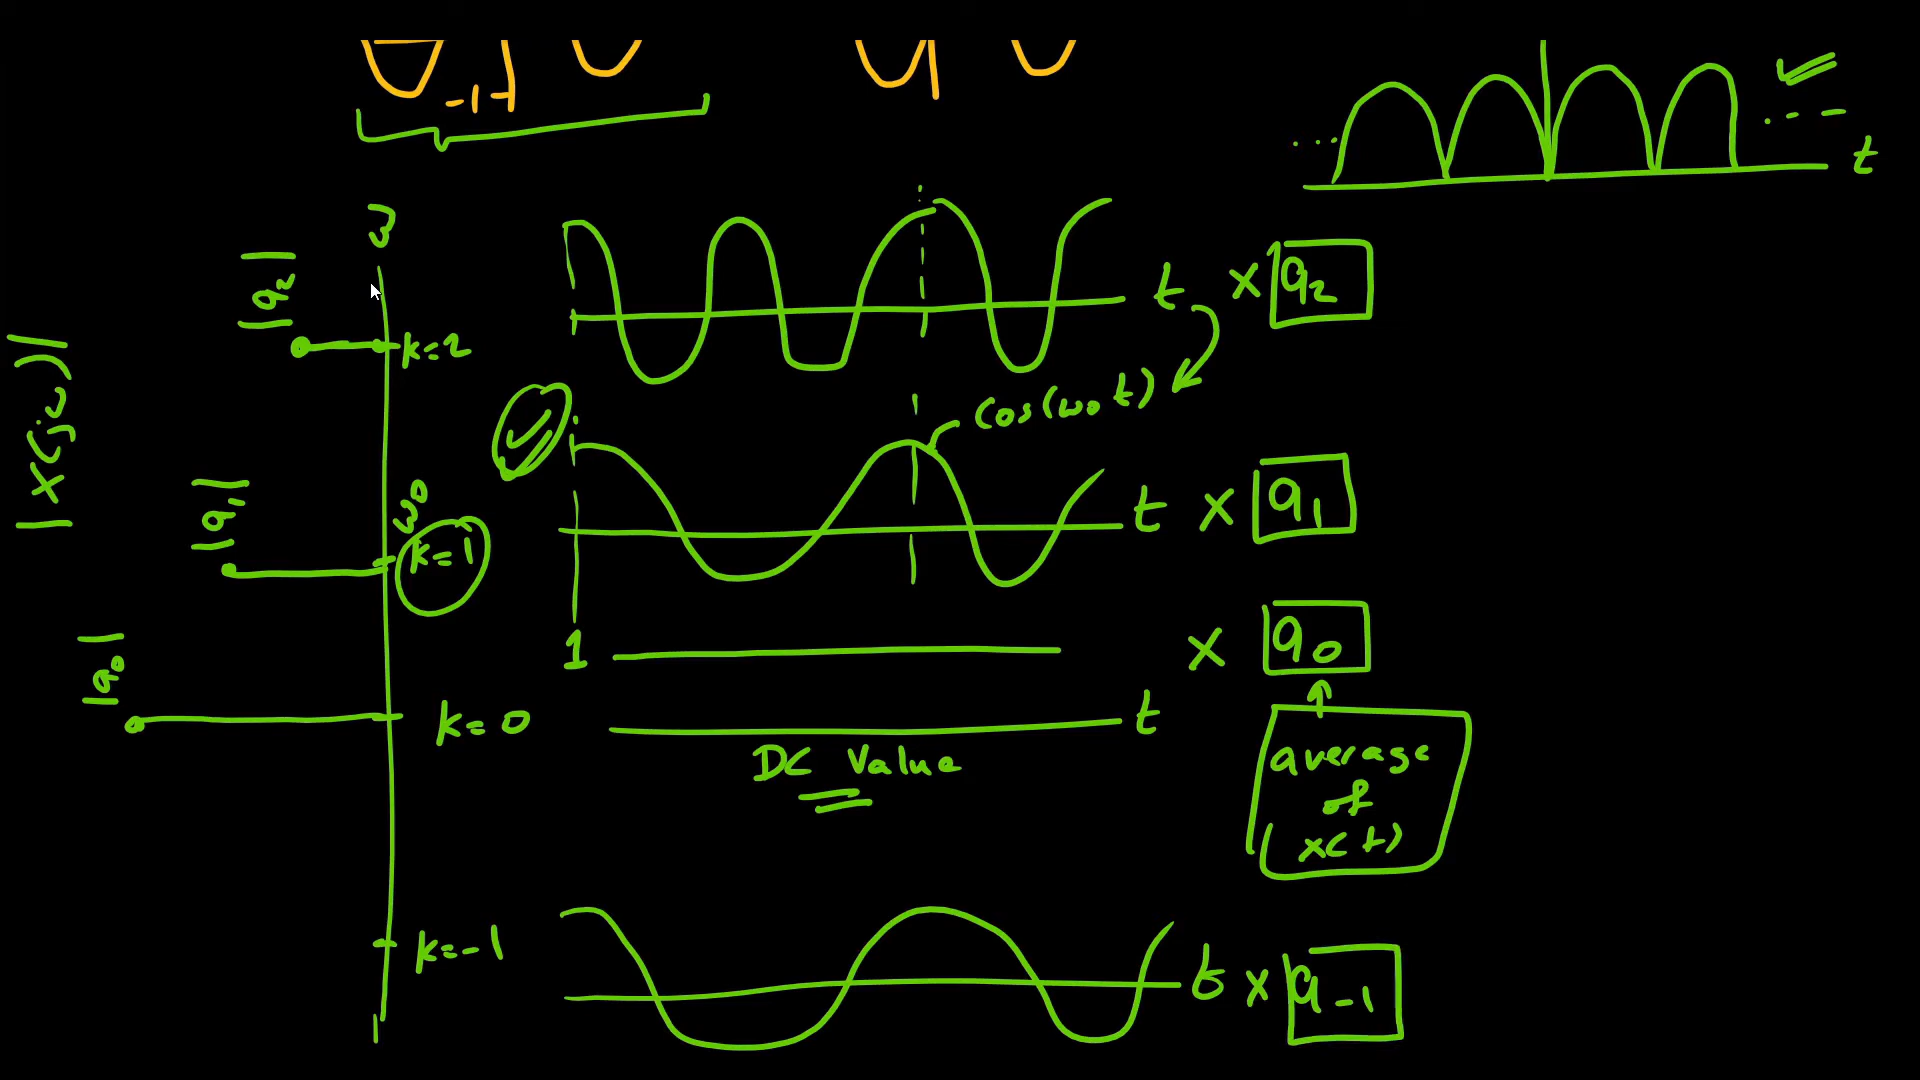 -1
t
ω
|a₂|
k=2
t
× a₂
cos(ω₀t)
|X(jω)|
|a₁|
ω₀
k=1
t
× a₁
1
× a₀
|a₀|
k=0
t
DC Value
average
of
x(t)
k=-1
t
× a₋₁